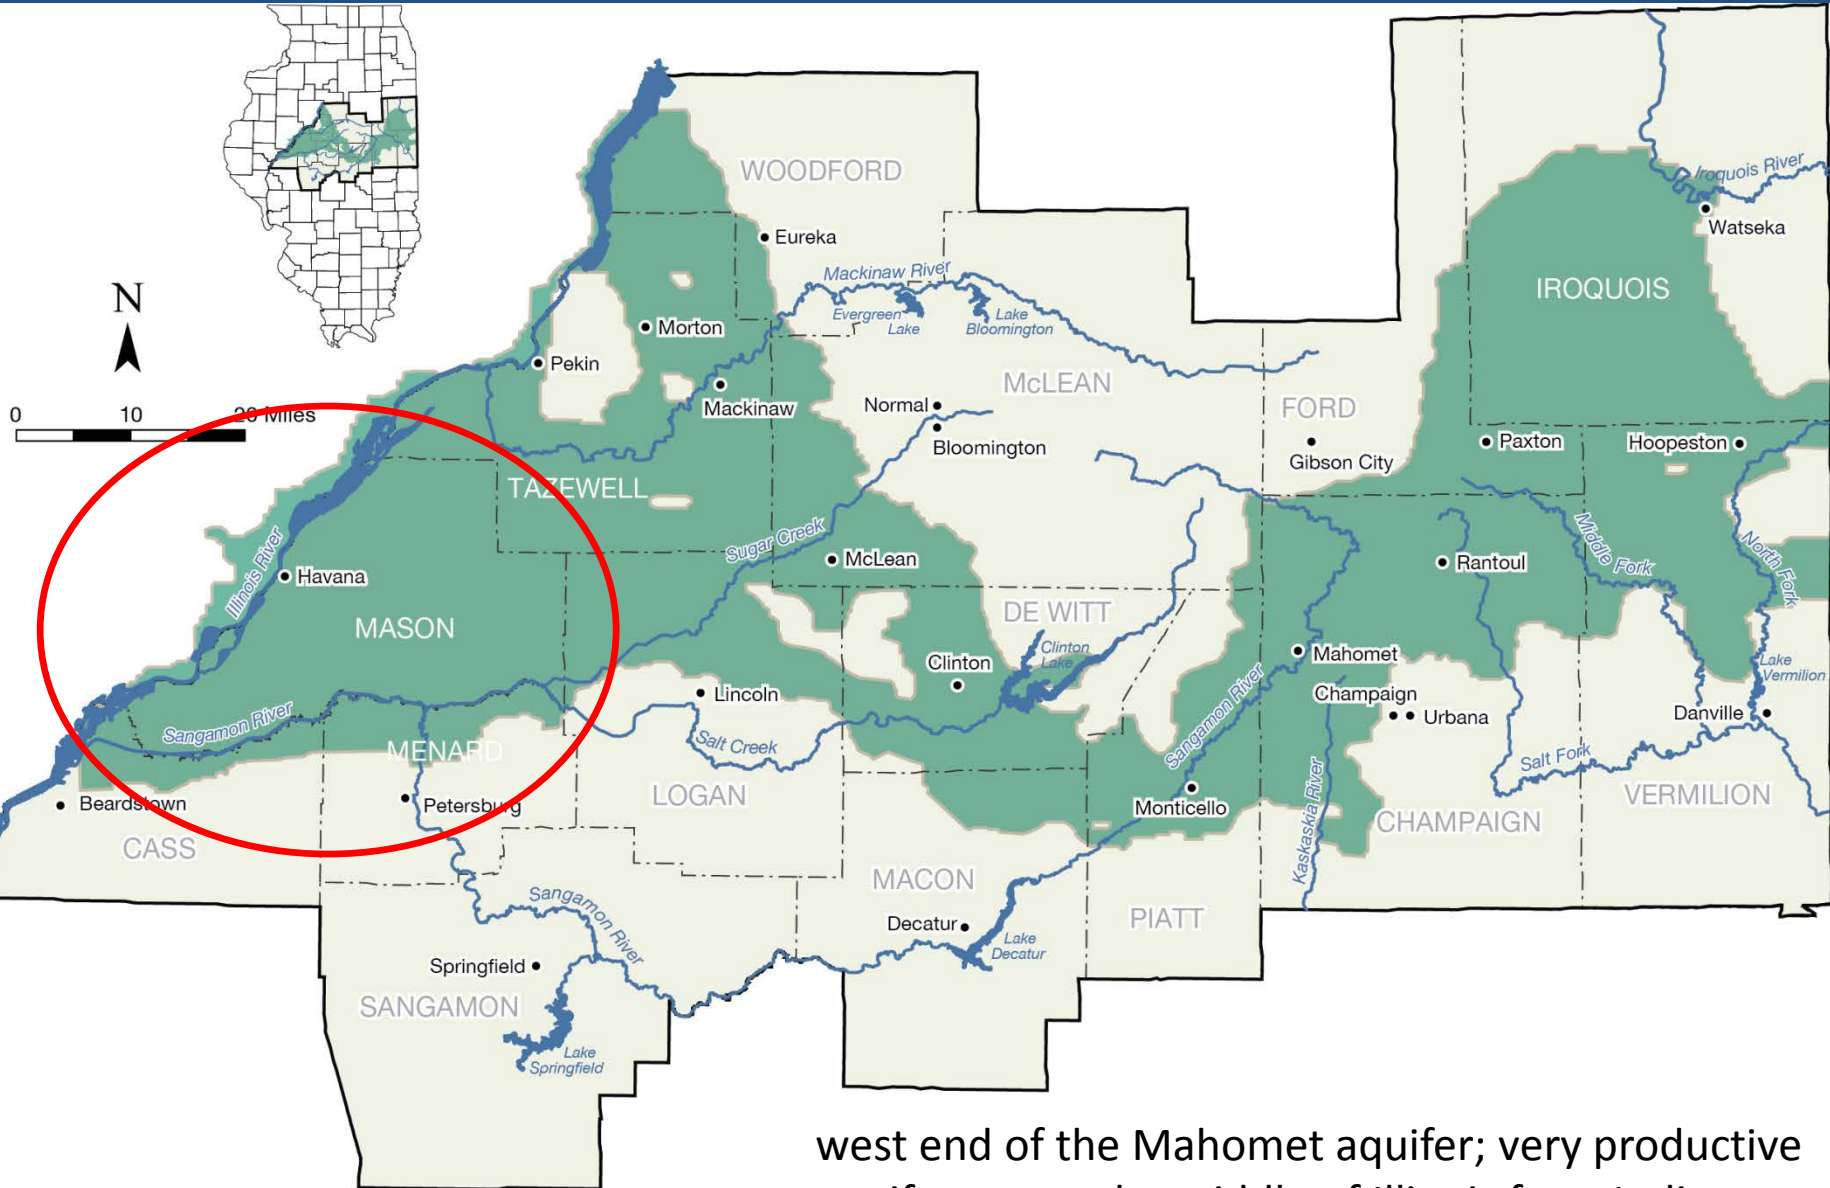 WOODFORD
Iroquois River
Watseka
Eureka
Mackinaw River
IROQUOIS
N
Evergreen
Lake
Lake
Bloomington
Morton
Pekin
McLEAN
Mackinaw
Normal
FORD
0 10 20 Miles
Bloomington
Paxton
Hoopeston
Gibson City
TAZEWELL
Sugar Creek
Middle Fork
North Fork
McLean
Rantoul
Illinois River
Havana
DE WITT
MASON
Clinton
Lake
Clinton
Mahomet
Lake
Vermilion
Lincoln
Champaign
Urbana
Danville
Sangamon River
Sangamon River
Salt Creek
MENARD
Salt Fork
Beardstown
Petersburg
LOGAN
Monticello
VERMILION
Kaskaskia River
CHAMPAIGN
CASS
MACON
Sangamon River
Decatur
PIATT
Lake
Decatur
Springfield
SANGAMON
Lake
Springfield
west end of the Mahomet aquifer; very productive